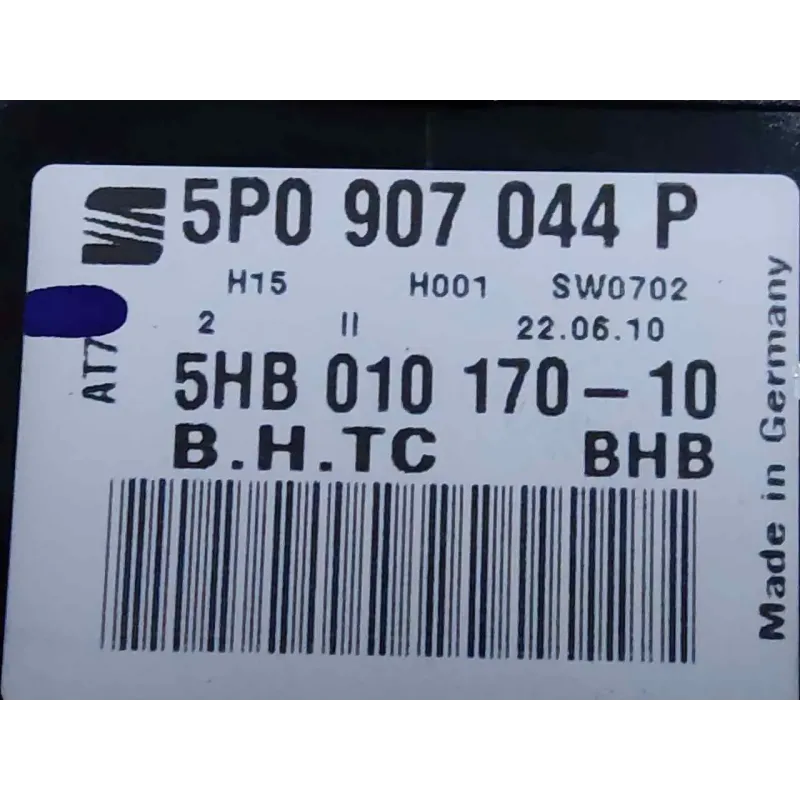 5P0 907 044 P
H15 H001 SW0702
2 II 22.06.10
AT7
5HB 010 170-10
B.H.TC BHB
Made in Germany